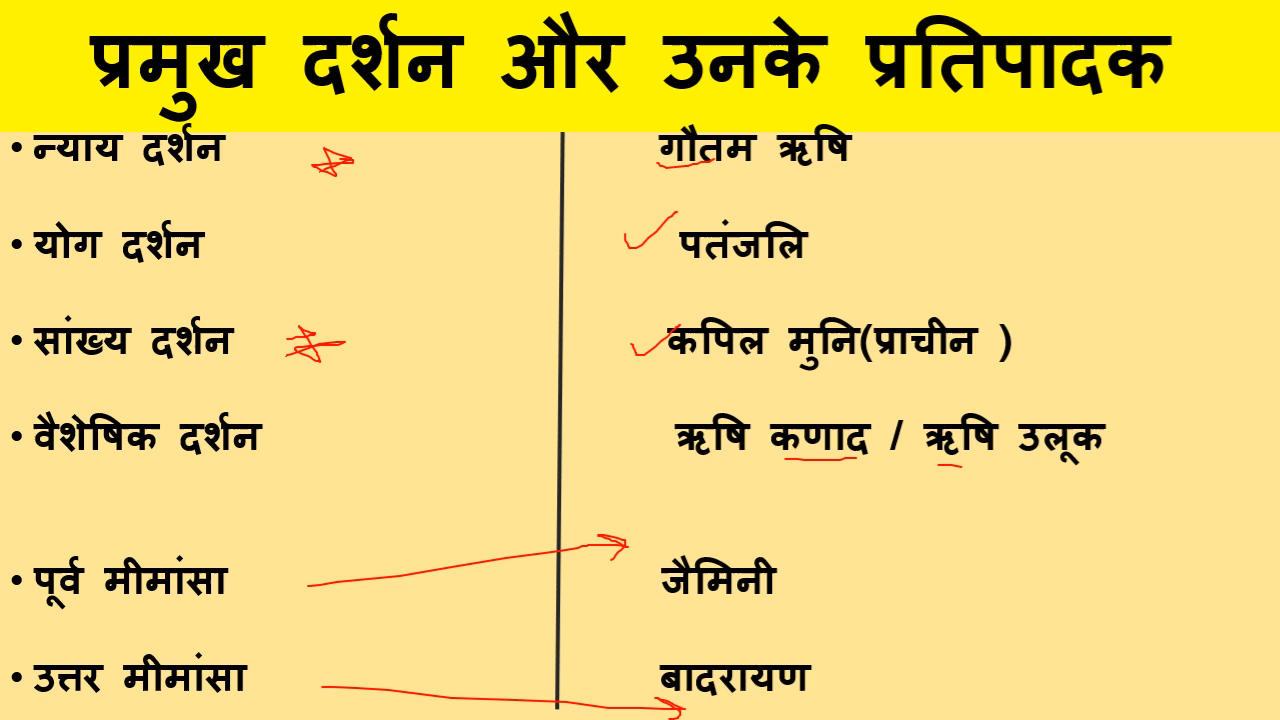 प्रमुख दर्शन और उनके प्रतिपादक
• न्याय दर्शन गौतम ऋषि
• योग दर्शन पतंजलि
• सांख्य दर्शन कपिल मुनि(प्राचीन )
• वैशेषिक दर्शन ऋषि कणाद / ऋषि उलूक
• पूर्व मीमांसा जैमिनी
• उत्तर मीमांसा बादरायण